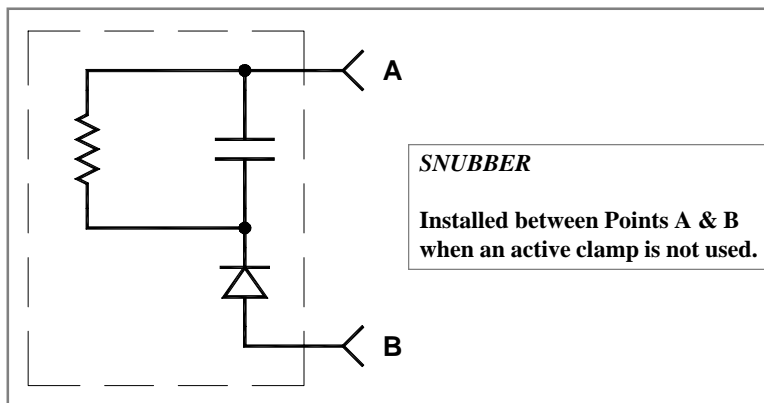 A
SNUBBER
Installed between Points A & B
when an active clamp is not used.
B